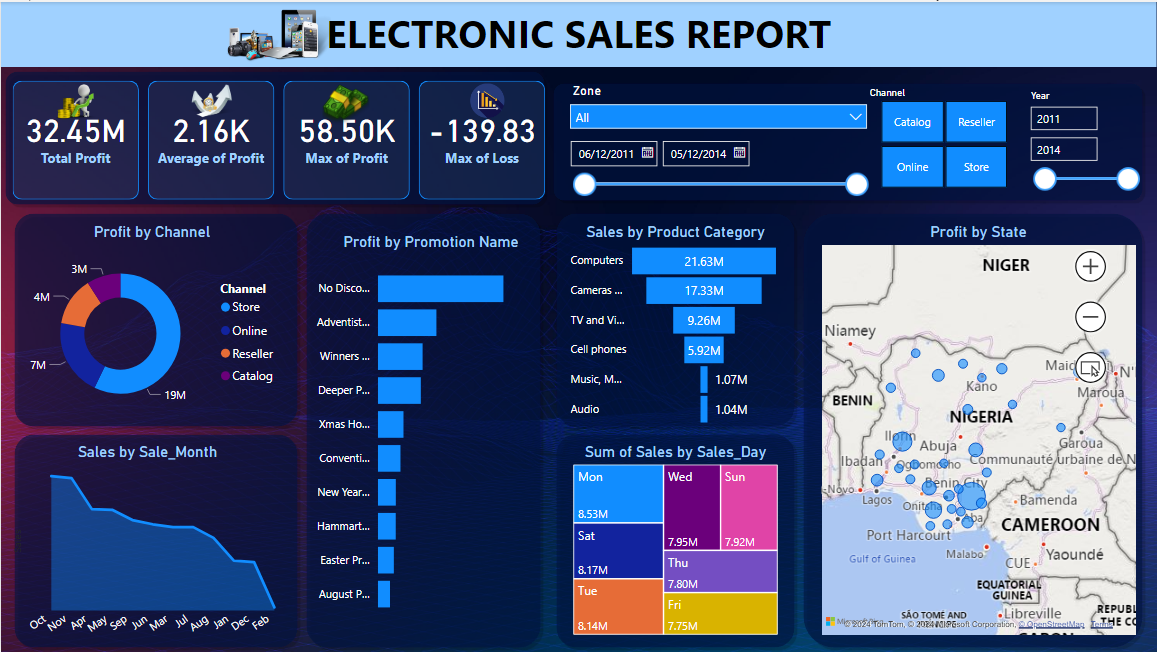 ELECTRONIC SALES REPORT
32.45M
Total Profit
2.16K
Average of Profit
58.50K
Max of Profit
-139.83
Max of Loss
Zone
All
06/12/2011
05/12/2014
Channel
Catalog
Reseller
Online
Store
Year
2011
2014
Profit by Channel
3M
4M
7M
19M
Channel
Store
Online
Reseller
Catalog
Profit by Promotion Name
No Disco...
Adventist...
Winners ...
Deeper P...
Xmas Ho...
Conventi...
New Year...
Hammart...
Easter Pr...
August P...
Sales by Product Category
Computers
21.63M
Cameras ...
17.33M
TV and Vi...
9.26M
Cell phones
5.92M
Music, M...
1.07M
Audio
1.04M
Profit by State
NIGER
Niamey
Kano
Maroua
BENIN
NIGERIA
Ilorin
Abuja
Garoua
Ibadan
Ogbomosho
Communauté urbaine de N
Benin City
Lagos
Onitsha
Bamenda
Aba
CAMEROON
Port Harcourt
Yaoundé
Gulf of Guinea
Malabo
CUE
EQUATORIAL
GUINEA
Libreville
SÃO TOMÉ AND
REPUBL
THE CO
© 2024 TomTom, © 2024 Microsoft Corporation, © OpenStreetMap Terms
Sales by Sale_Month
Oct
Nov
Apr
May
Sep
Jun
Mar
Jul
Aug
Jan
Dec
Feb
Sum of Sales by Sales_Day
Mon
8.53M
Sat
8.17M
Tue
8.14M
Wed
7.95M
Sun
7.92M
Thu
7.80M
Fri
7.75M